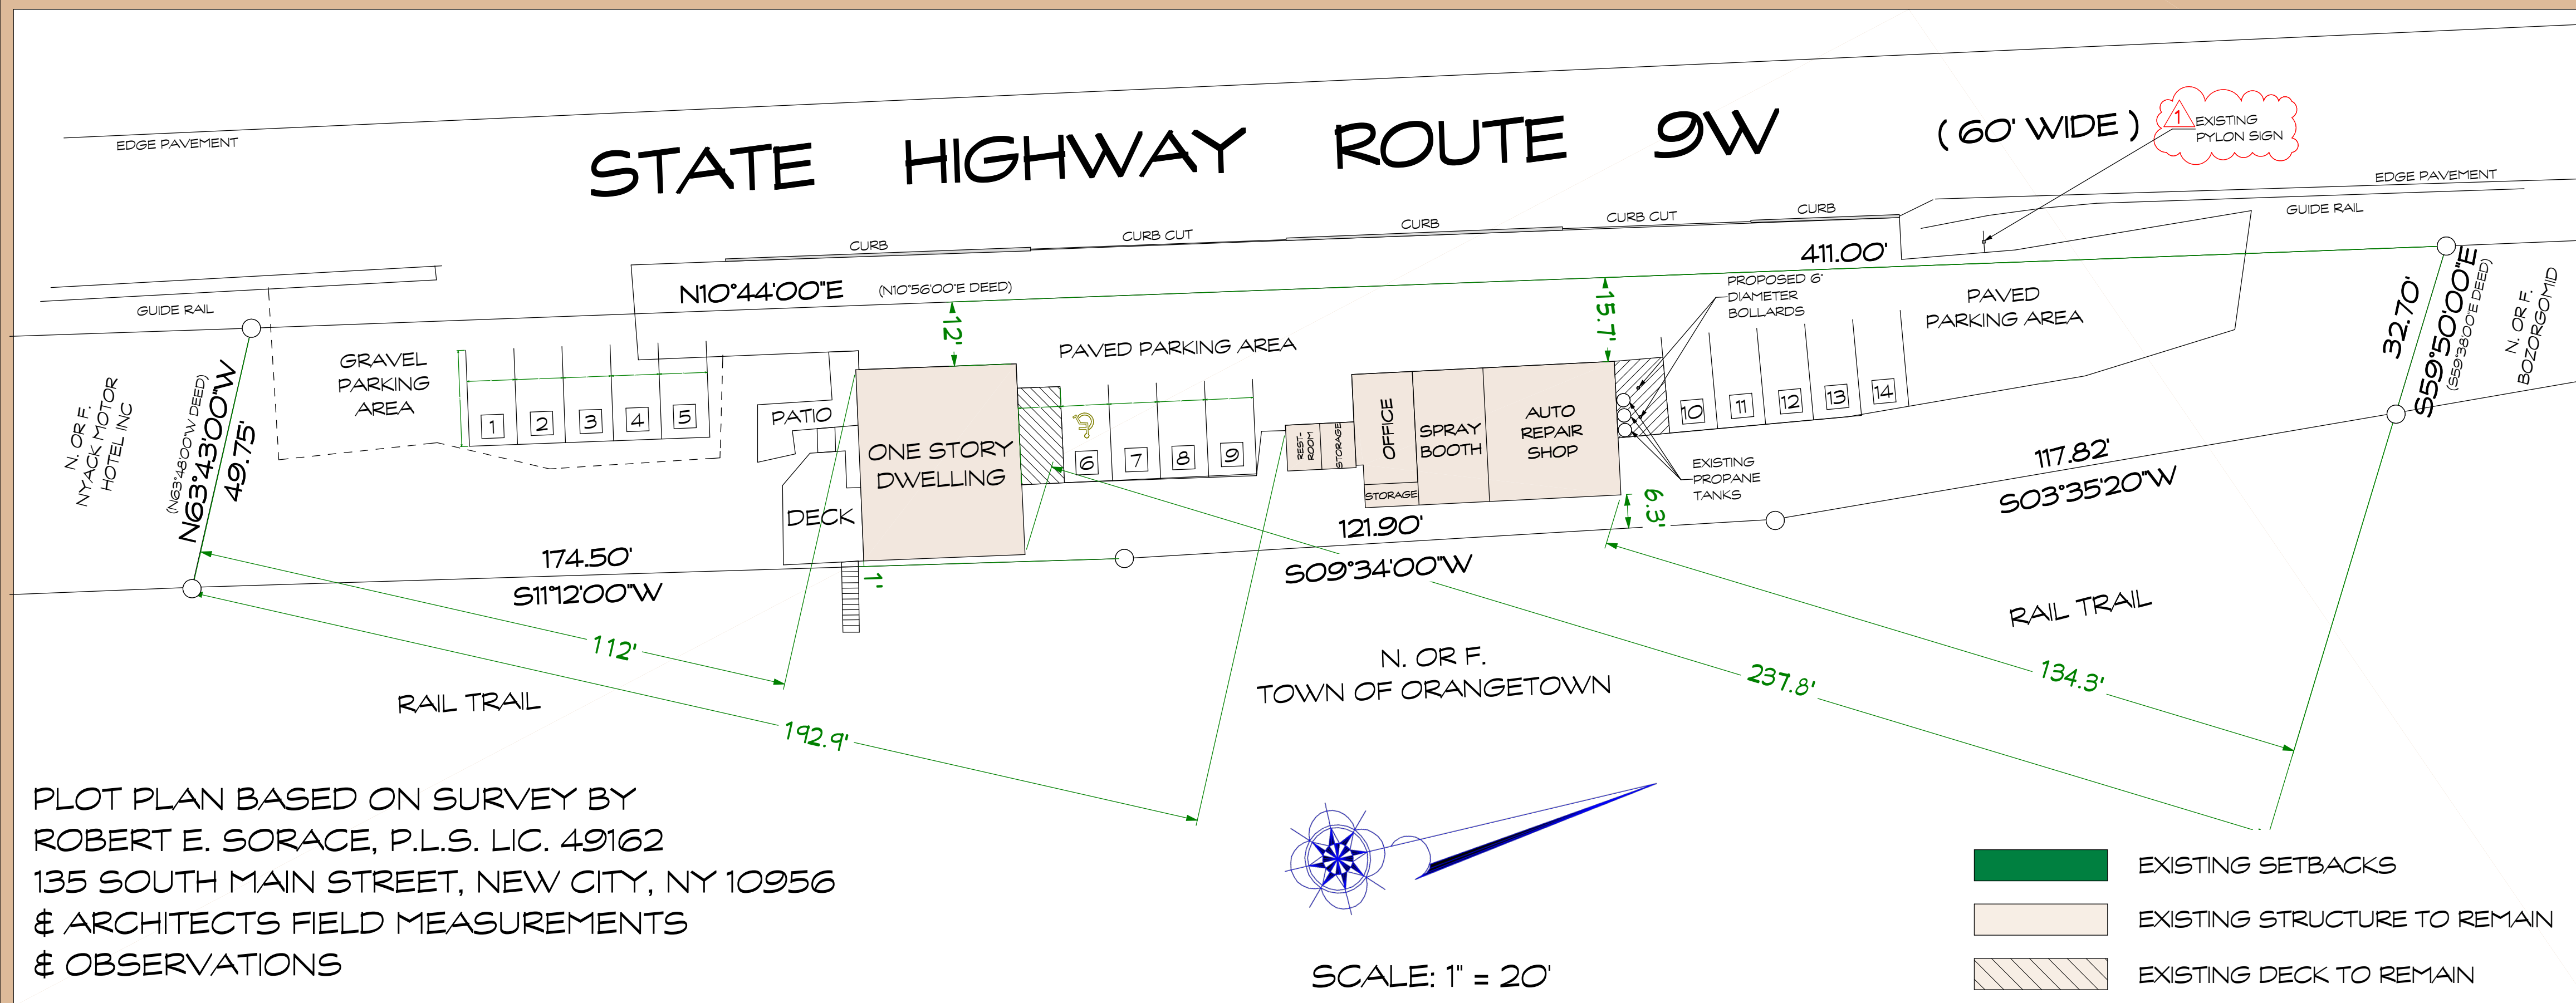 EDGE PAVEMENT
STATE HIGHWAY ROUTE 9W
( 60' WIDE )
1
EXISTING
PYLON SIGN
EDGE PAVEMENT
GUIDE RAIL
CURB
CURB CUT
CURB
CURB CUT
CURB
411.00'
N10°44'00"E
(N10°56'00"E DEED)
GUIDE RAIL
12'
15.7'
PROPOSED 6"
DIAMETER
BOLLARDS
PAVED
PARKING AREA
32.70'
S59°50'00"E
(S59°38'00"E DEED)
N. OR F.
BOZORGOMID
N. OR F.
NYACK MOTOR
HOTEL INC
(N63°48'00"W DEED)
N63°43'00"W
49.75'
GRAVEL
PARKING
AREA
1
2
3
4
5
PATIO
DECK
ONE STORY
DWELLING
PAVED PARKING AREA
6
7
8
9
REST-
ROOM
STORAGE
OFFICE
STORAGE
SPRAY
BOOTH
AUTO
REPAIR
SHOP
10
11
12
13
14
EXISTING
PROPANE
TANKS
6.3'
117.82'
S03°35'20"W
121.90'
S09°34'00"W
174.50'
S11°12'00"W
1'
112'
192.9'
237.8'
134.3'
RAIL TRAIL
RAIL TRAIL
N. OR F.
TOWN OF ORANGETOWN
PLOT PLAN BASED ON SURVEY BY
ROBERT E. SORACE, P.L.S. LIC. 49162
135 SOUTH MAIN STREET, NEW CITY, NY 10956
& ARCHITECTS FIELD MEASUREMENTS
& OBSERVATIONS
SCALE: 1" = 20'
EXISTING SETBACKS
EXISTING STRUCTURE TO REMAIN
EXISTING DECK TO REMAIN